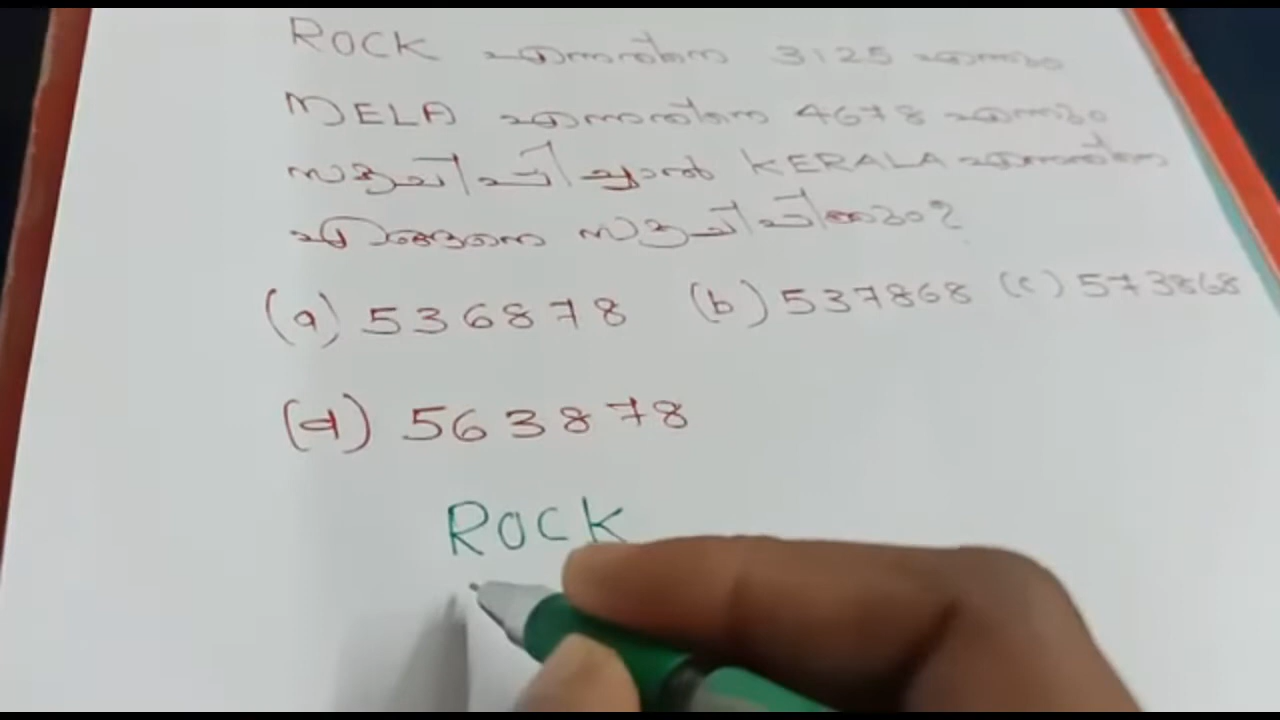 ROCK എന്നതിനെ 3125 എന്നും
MELA എന്നതിനെ 4678 എന്നും
സൂചിപ്പിച്ചാൽ KERALA എന്നതിനെ
എങ്ങനെ സൂചിപ്പിക്കാം?
(a) 536878 (b) 537868 (c) 573868
(d) 563878
ROCK